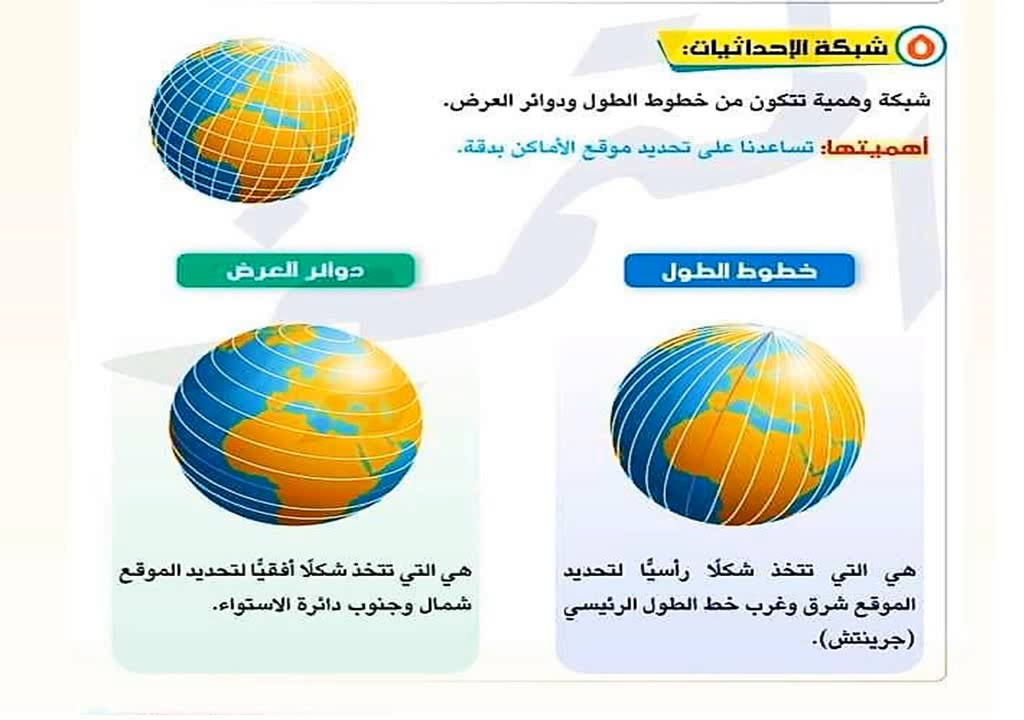 شبكة الإحداثيات:
شبكة وهمية تتكون من خطوط الطول ودوائر العرض.
أهميتها: تساعدنا على تحديد موقع الأماكن بدقة.
خطوط الطول
هي التي تتخذ شكلًا رأسيًّا لتحديد
الموقع شرق وغرب خط الطول الرئيسي
(جرينتش).
دوائر العرض
هي التي تتخذ شكلًا أفقيًّا لتحديد الموقع
شمال وجنوب دائرة الاستواء.